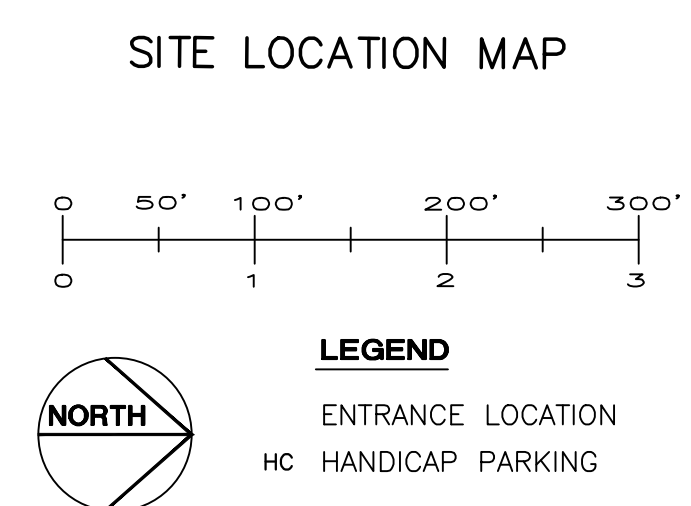 SITE LOCATION MAP
0 50' 100' 200' 300'
0 1 2 3
LEGEND
NORTH
ENTRANCE LOCATION
HC HANDICAP PARKING